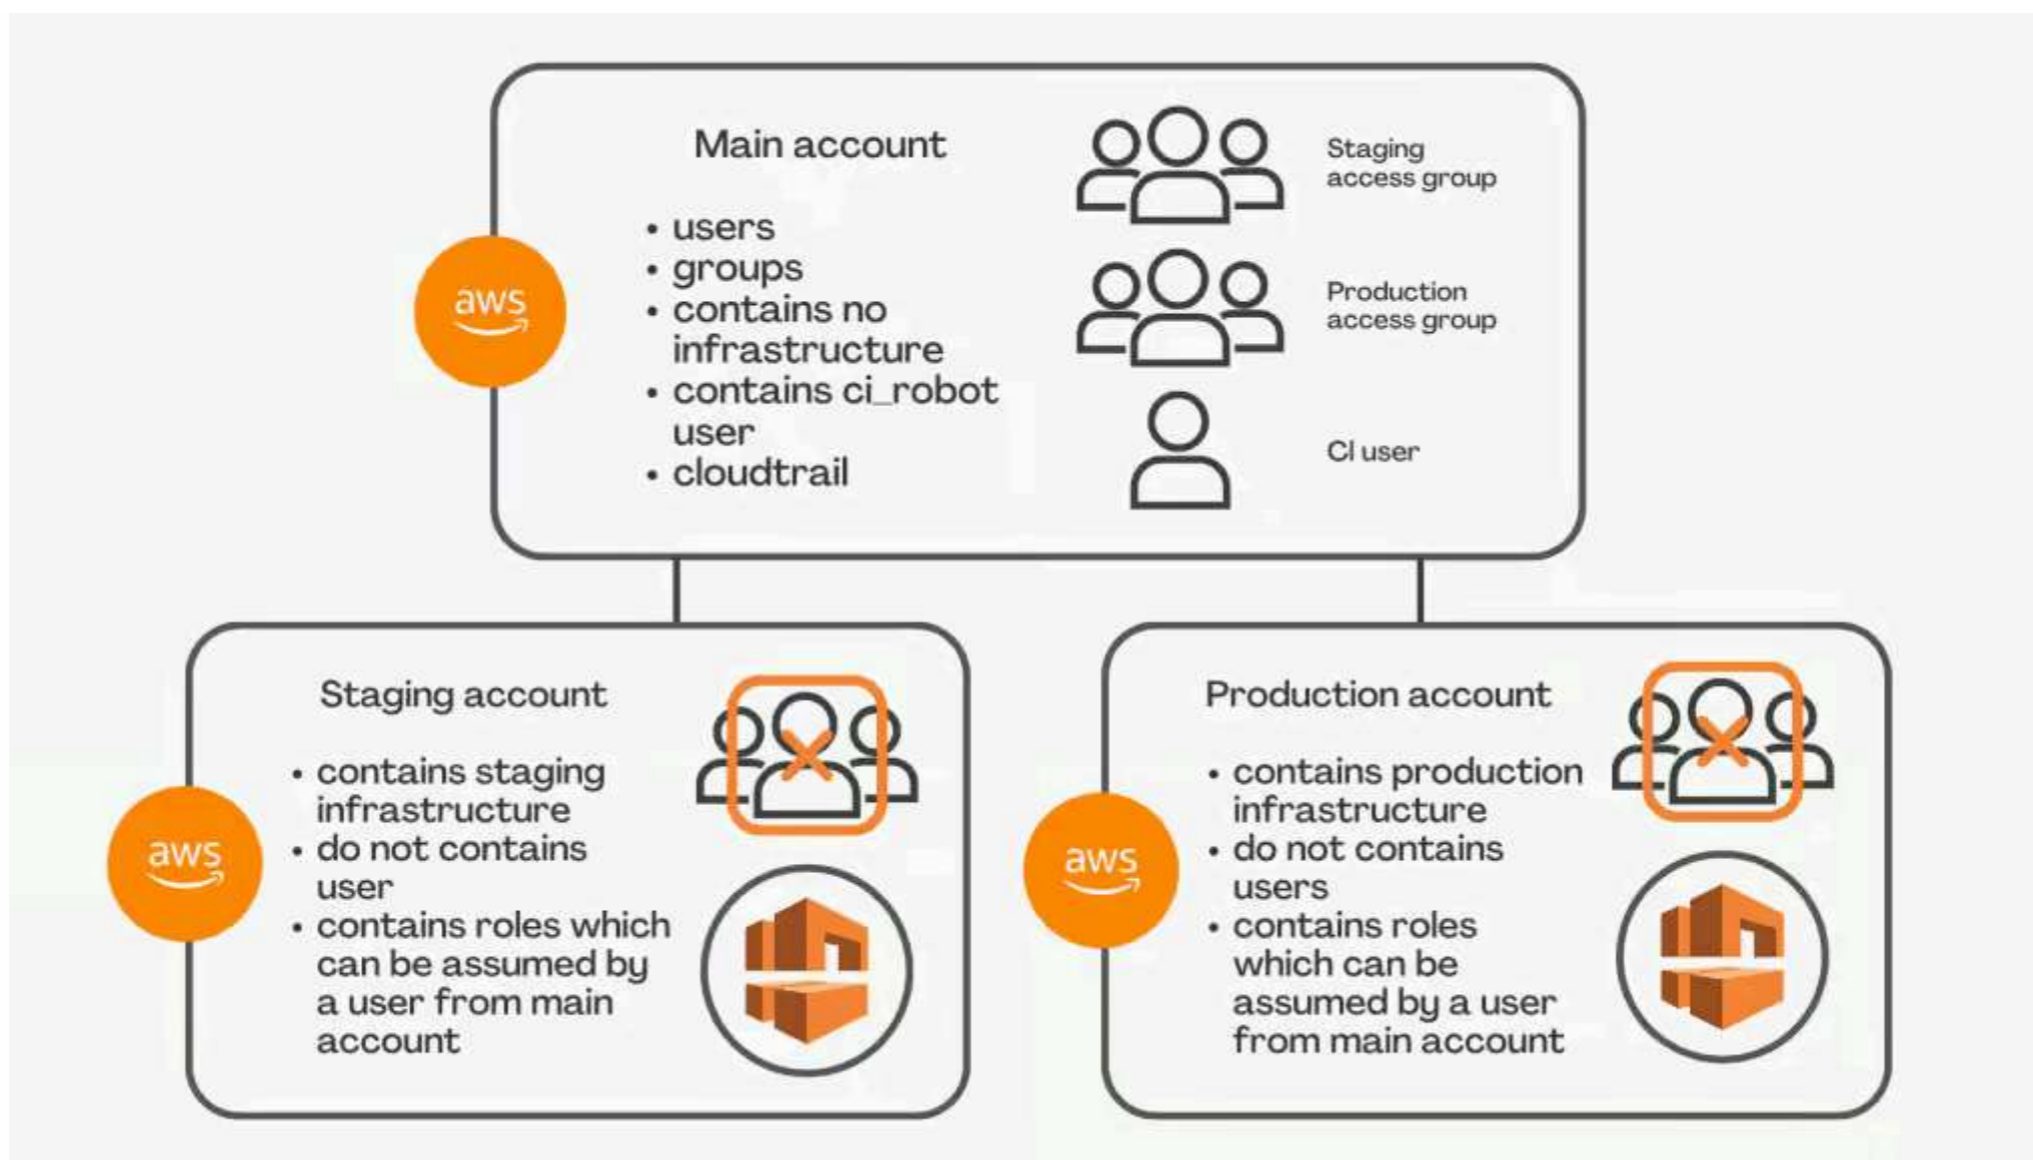 Main account
• users
• groups
• contains no
infrastructure
• contains ci_robot
user
• cloudtrail
Staging
access group
Production
access group
CI user
aws
Staging account
• contains staging
infrastructure
• do not contains
user
• contains roles which
can be assumed by
a user from main
account
aws
Production account
• contains production
infrastructure
• do not contains
users
• contains roles
which can be
assumed by a user
from main account
aws